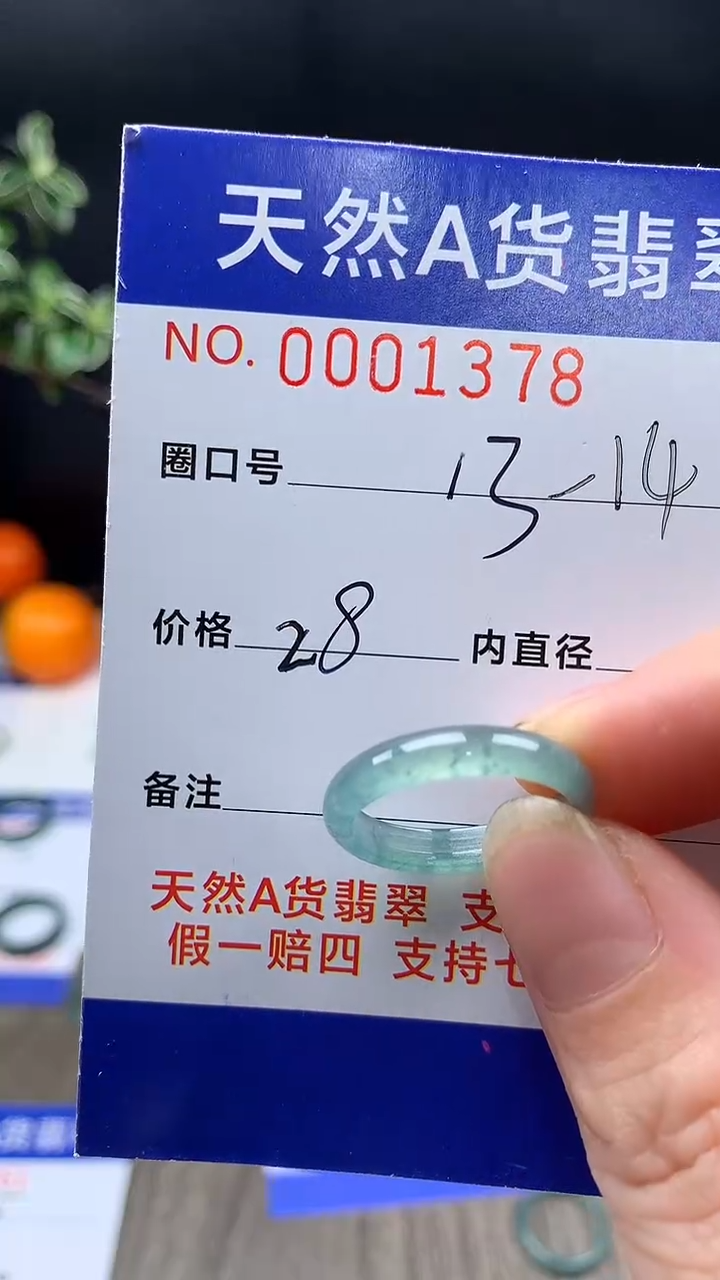 天然A货翡翠
NO. 0001378
圈口号 13-14
价格 28 内直径
备注
天然A货翡翠 支
假一赔四 支持七